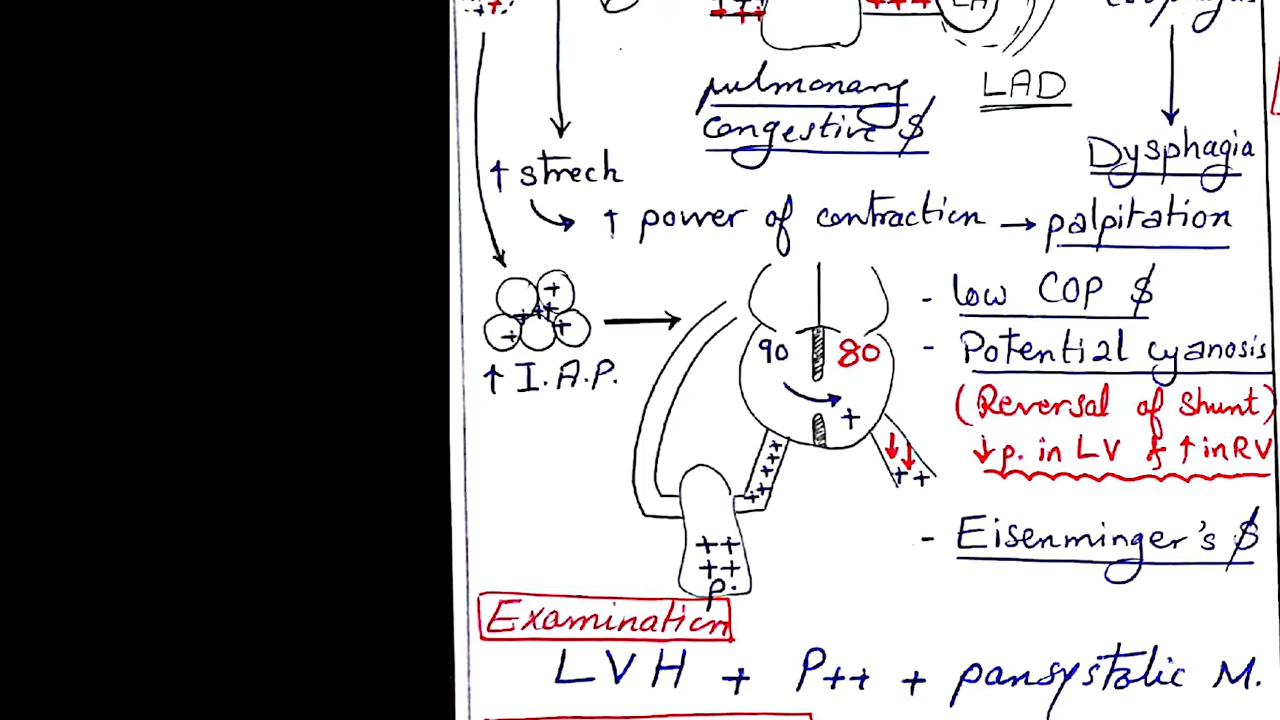 pulmonary
congestive $
LAD
Dysphagia
↑ strech
↑ power of contraction → palpitation
↑ I.A.P.
90 80
- low COP $
- Potential cyanosis
(Reversal of shunt)
↓ p. in LV & ↑ in RV
- Eisenminger's $
++
++
P.
Examination
LVH + P++ + pansystolic M.